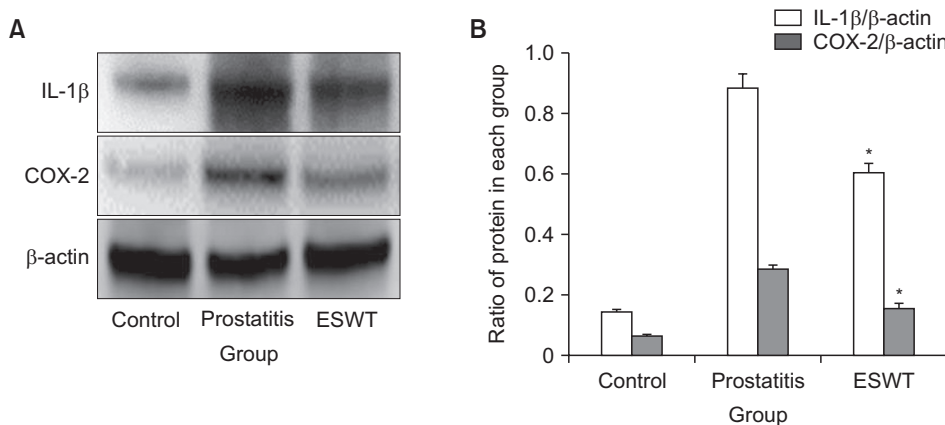 A
IL-1β
COX-2
β-actin
Control Prostatitis ESWT
Group
B
IL-1β/β-actin
COX-2/β-actin
Ratio of protein in each group
1.0
0.8
0.6
0.4
0.2
0
*
*
Control Prostatitis ESWT
Group